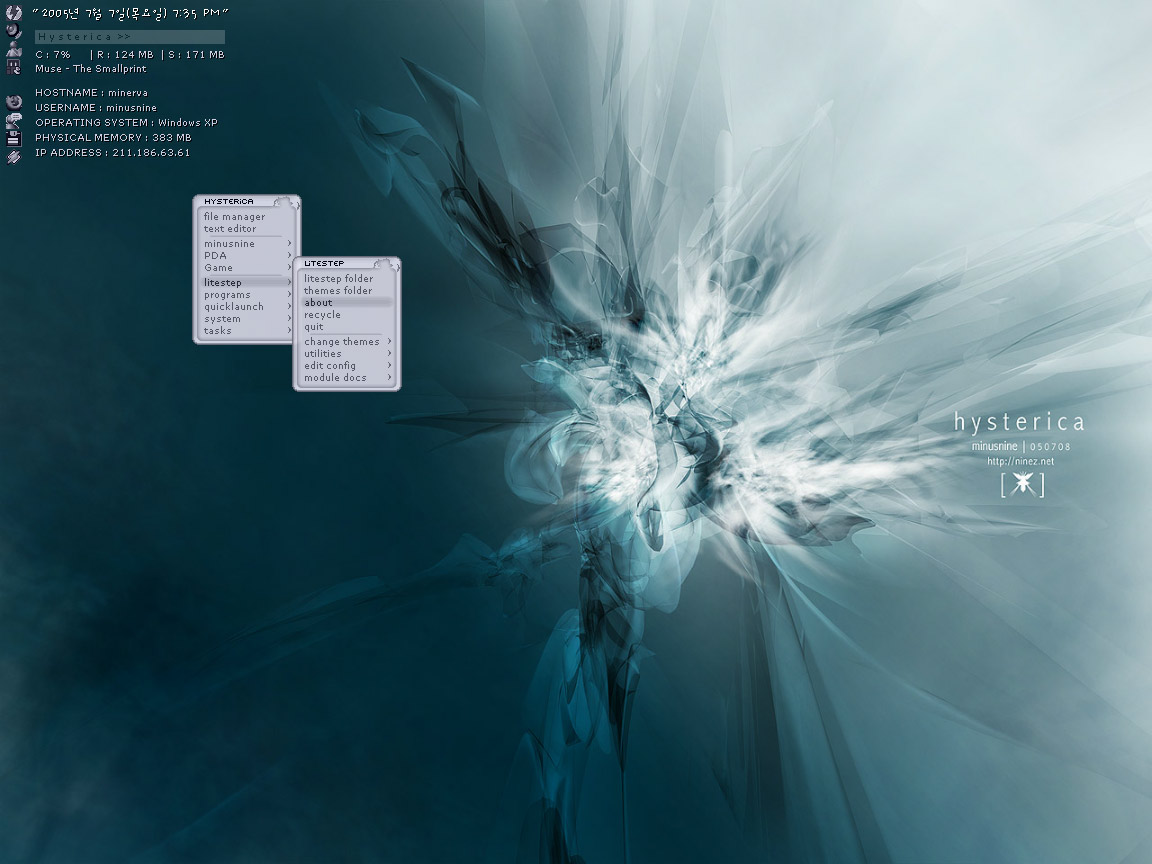 "2005년 7월 7일(목요일) 7:35 PM"
Hysterica >>
C : 7% | R : 124 MB | S : 171 MB
Muse - The Smallprint
HOSTNAME : minerva
USERNAME : minusnine
OPERATING SYSTEM : Windows XP
PHYSICAL MEMORY : 383 MB
IP ADDRESS : 211.186.63.61
HYSTERiCA
file manager
text editor
minusnine
PDA
Game
litestep
programs
quicklaunch
system
tasks
LiTESTEP
litestep folder
themes folder
about
recycle
quit
change themes
utilities
edit config
module docs
hysterica
minusnine | 050708
http://ninez.net